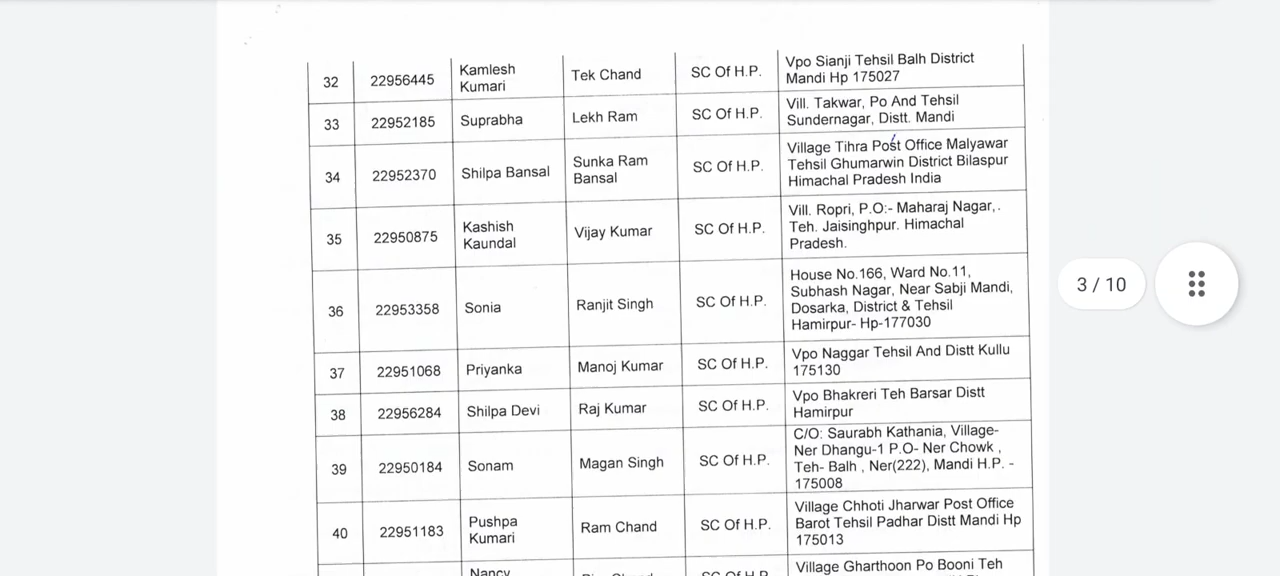 32 22956445 Kamlesh Kumari Tek Chand SC Of H.P. Vpo Sianji Tehsil Balh District
Mandi Hp 175027
33 22952185 Suprabha Lekh Ram SC Of H.P. Vill. Takwar, Po And Tehsil
Sundernagar, Distt. Mandi
34 22952370 Shilpa Bansal Sunka Ram Bansal SC Of H.P. Village Tihra Post Office Malyawar
Tehsil Ghumarwin District Bilaspur
Himachal Pradesh India
35 22950875 Kashish Kaundal Vijay Kumar SC Of H.P. Vill. Ropri, P.O:- Maharaj Nagar,.
Teh. Jaisinghpur. Himachal
Pradesh.
36 22953358 Sonia Ranjit Singh SC Of H.P. House No.166, Ward No.11,
Subhash Nagar, Near Sabji Mandi,
Dosarka, District & Tehsil
Hamirpur- Hp-177030
37 22951068 Priyanka Manoj Kumar SC Of H.P. Vpo Naggar Tehsil And Distt Kullu
175130
38 22956284 Shilpa Devi Raj Kumar SC Of H.P. Vpo Bhakreri Teh Barsar Distt
Hamirpur
39 22950184 Sonam Magan Singh SC Of H.P. C/O: Saurabh Kathania, Village-
Ner Dhangu-1 P.O- Ner Chowk ,
Teh- Balh , Ner(222), Mandi H.P. -
175008
40 22951183 Pushpa Kumari Ram Chand SC Of H.P. Village Chhoti Jharwar Post Office
Barot Tehsil Padhar Distt Mandi Hp
175013
Nancy SC Of H.P. Village Gharthoon Po Booni Teh
3 / 10